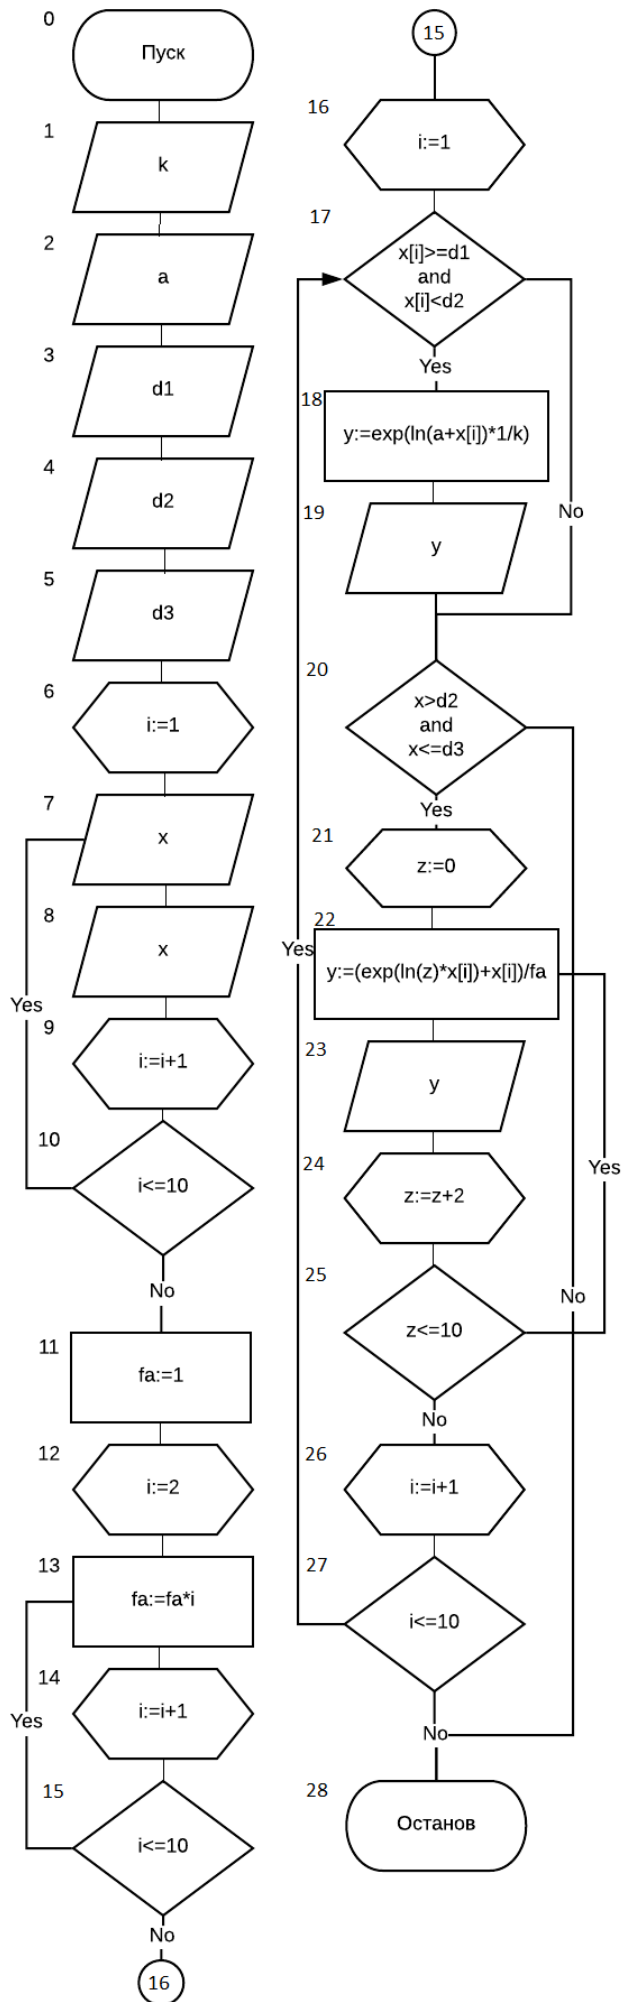 0
Пуск
1
k
2
a
3
d1
4
d2
5
d3
6
i:=1
7
x
8
x
Yes
9
i:=i+1
10
i<=10
No
11
fa:=1
12
i:=2
13
fa:=fa*i
14
i:=i+1
Yes
15
i<=10
No
16
15
16
i:=1
17
x[i]>=d1
and
x[i]<d2
Yes
18
y:=exp(ln(a+x[i])*1/k)
19
No
y
20
x>d2
and
x<=d3
Yes
21
z:=0
22
Yes
y:=(exp(ln(z)*x[i])+x[i])/fa
23
y
24
Yes
z:=z+2
25
No
z<=10
No
26
i:=i+1
27
i<=10
No
28
Останов